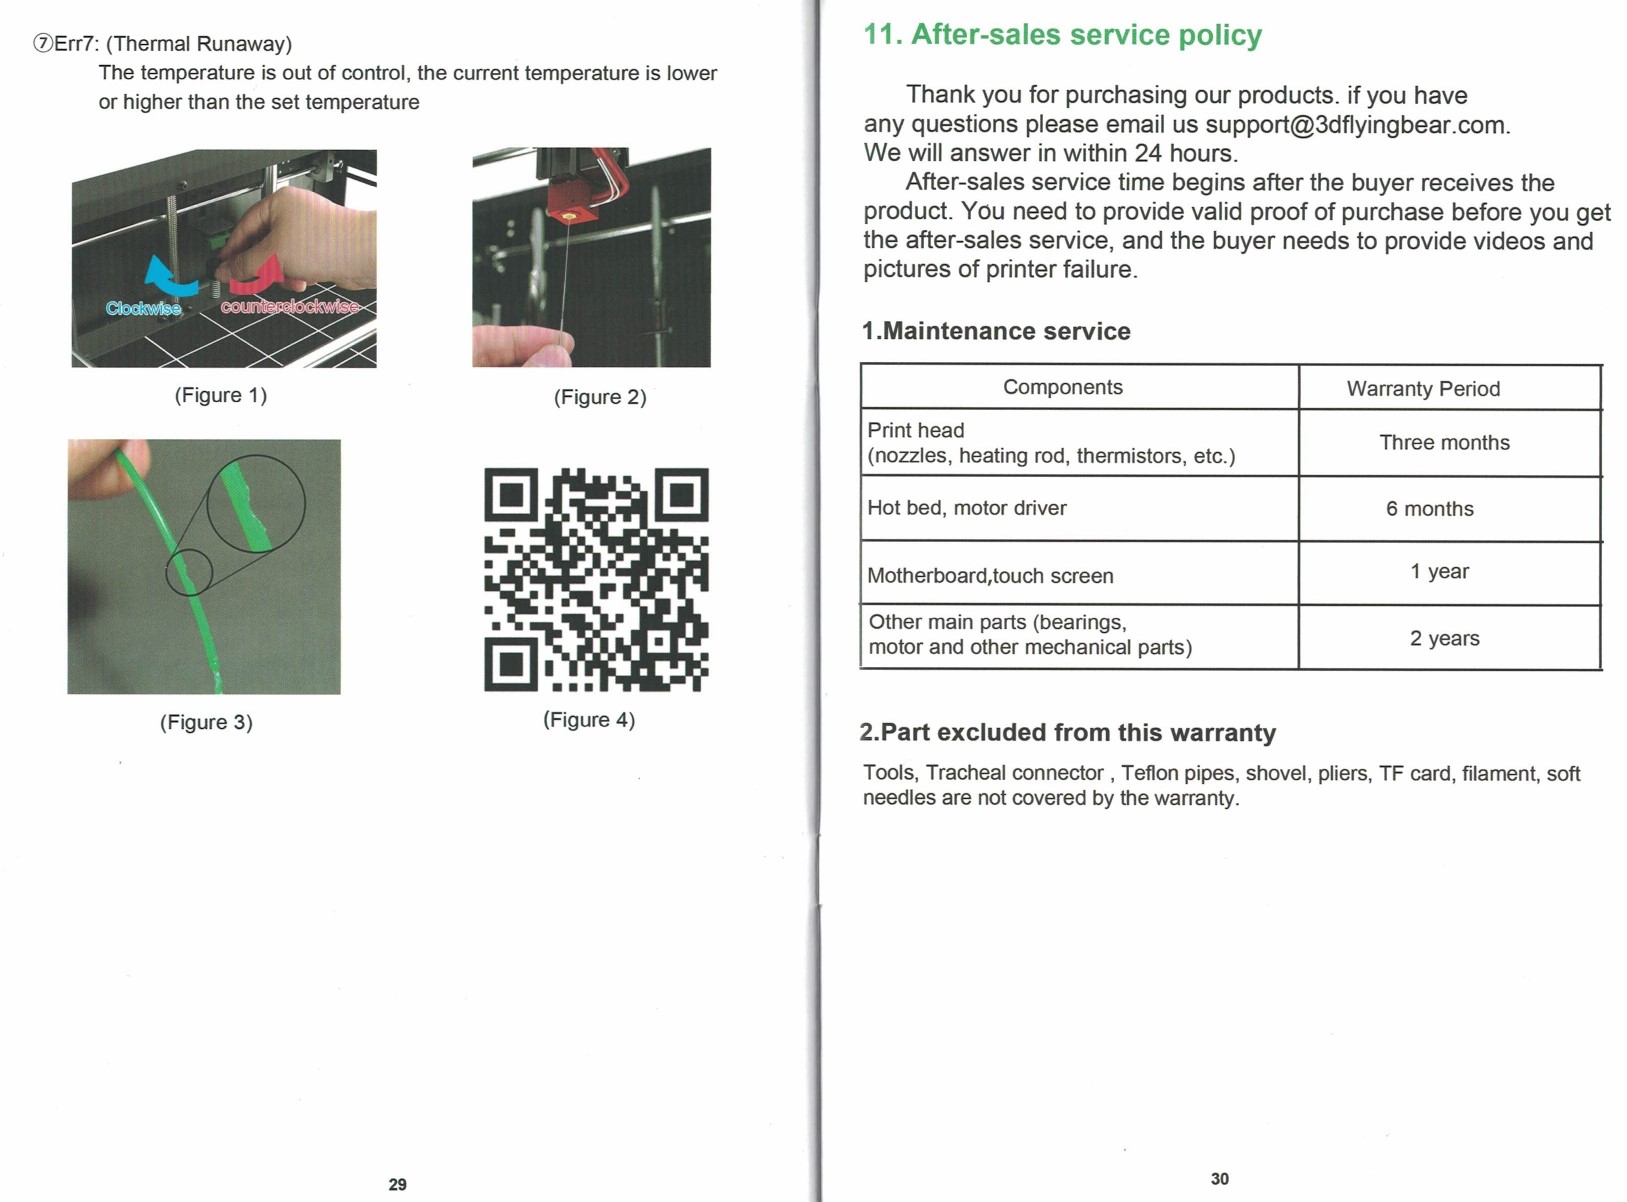 ⑦Err7: (Thermal Runaway)
The temperature is out of control, the current temperature is lower
or higher than the set temperature
Clockwise
counterclockwise
(Figure 1)
(Figure 2)
(Figure 3)
(Figure 4)
29
11. After-sales service policy
Thank you for purchasing our products. if you have
any questions please email us support@3dflyingbear.com.
We will answer in within 24 hours.
After-sales service time begins after the buyer receives the
product. You need to provide valid proof of purchase before you get
the after-sales service, and the buyer needs to provide videos and
pictures of printer failure.
1.Maintenance service
Components
Warranty Period
Print head
(nozzles, heating rod, thermistors, etc.)
Three months
Hot bed, motor driver
6 months
Motherboard,touch screen
1 year
Other main parts (bearings,
motor and other mechanical parts)
2 years
2.Part excluded from this warranty
Tools, Tracheal connector , Teflon pipes, shovel, pliers, TF card, filament, soft
needles are not covered by the warranty.
30